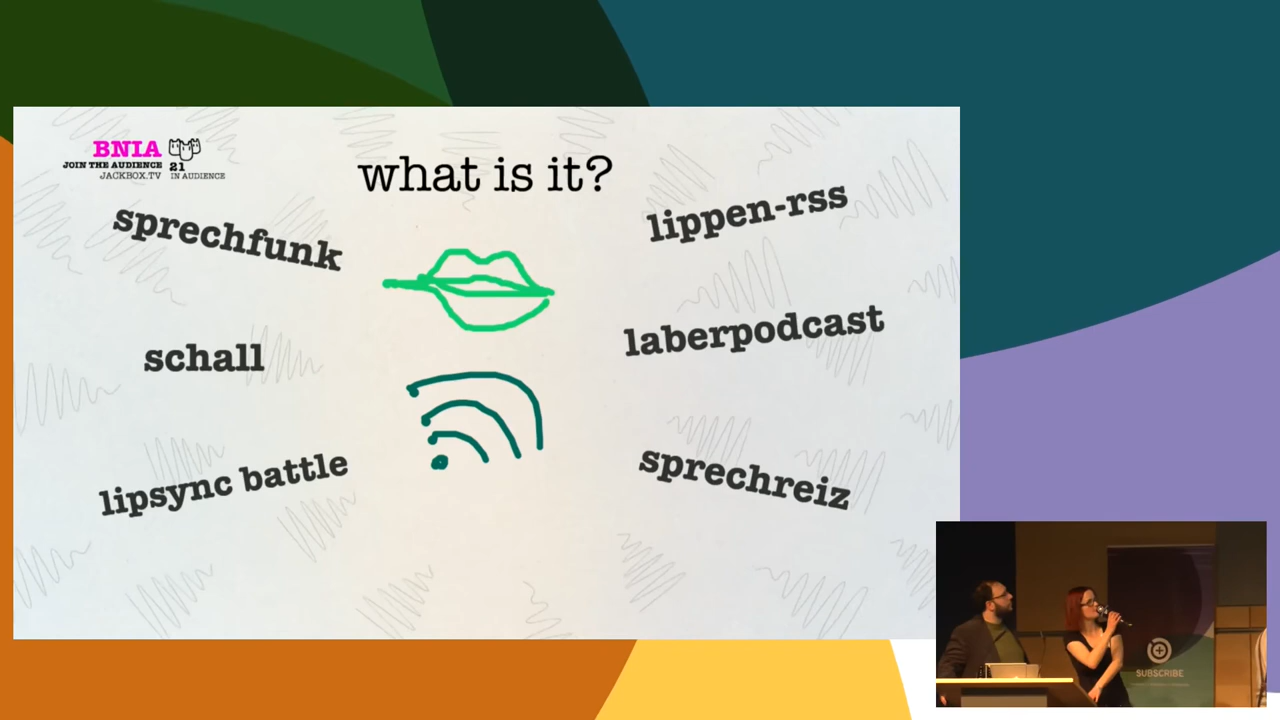 BNIA
JOIN THE AUDIENCE
JACKBOX.TV
21
IN AUDIENCE
what is it?
sprechfunk
lippen-rss
schall
laberpodcast
lipsync battle
sprechreiz
SUBSCRIBE